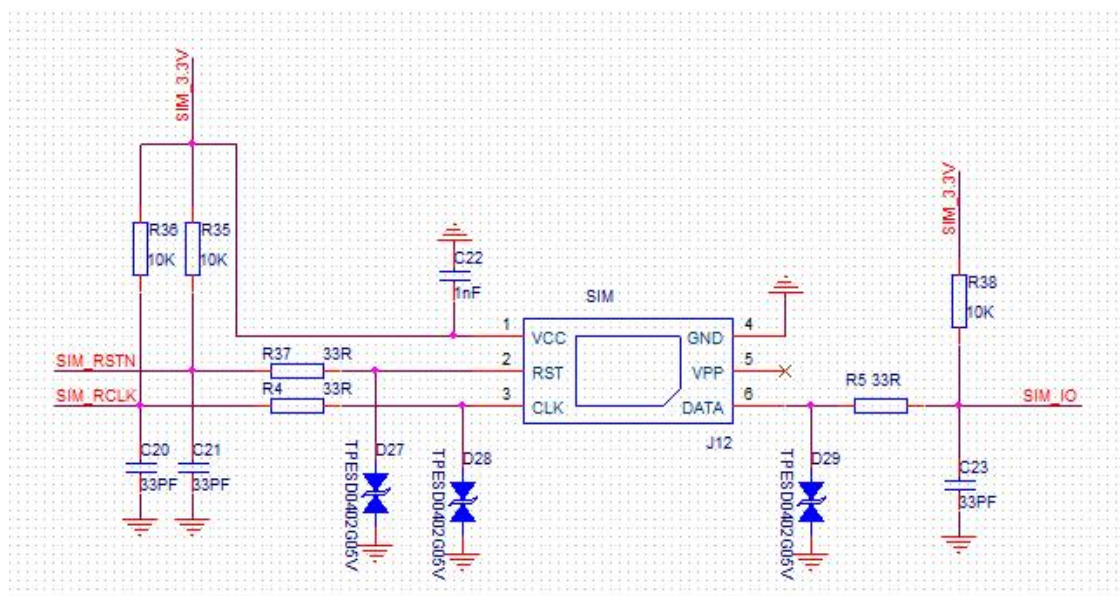 SIM_3.3V
SIM_3.3V
R36 R35
10K 10K
C22
1nF
R38
10K
SIM
1 VCC GND 4
SIM_RSTN R37 33R 2 RST VPP 5
SIM_RCLK R4 33R 3 CLK DATA 6 R5 33R SIM_IO
J12
C20 C21
33PF 33PF
D27
TPESD0402G05V
D28
TPESD0402G05V
D29
TPESD0402G05V
C23
33PF